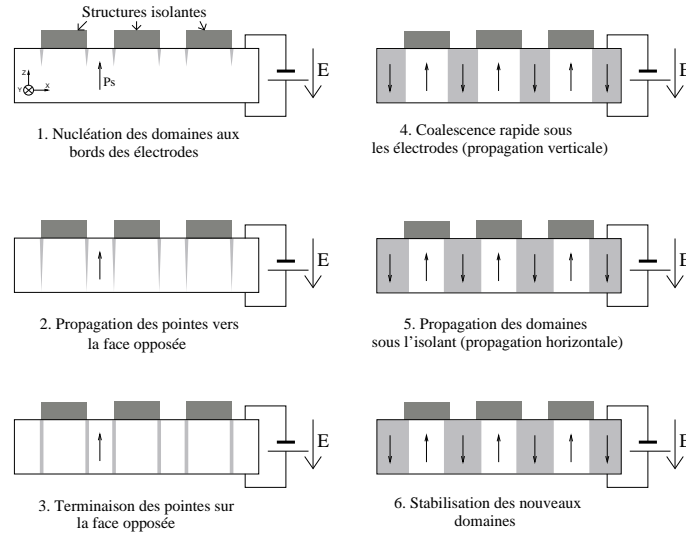 Structures isolantes
E
Z
Y
X
Ps
1. Nucléation des domaines aux
bords des électrodes
E
4. Coalescence rapide sous
les électrodes (propagation verticale)
E
2. Propagation des pointes vers
la face opposée
E
5. Propagation des domaines
sous l'isolant (propagation horizontale)
E
3. Terminaison des pointes sur
la face opposée
E
6. Stabilisation des nouveaux
domaines